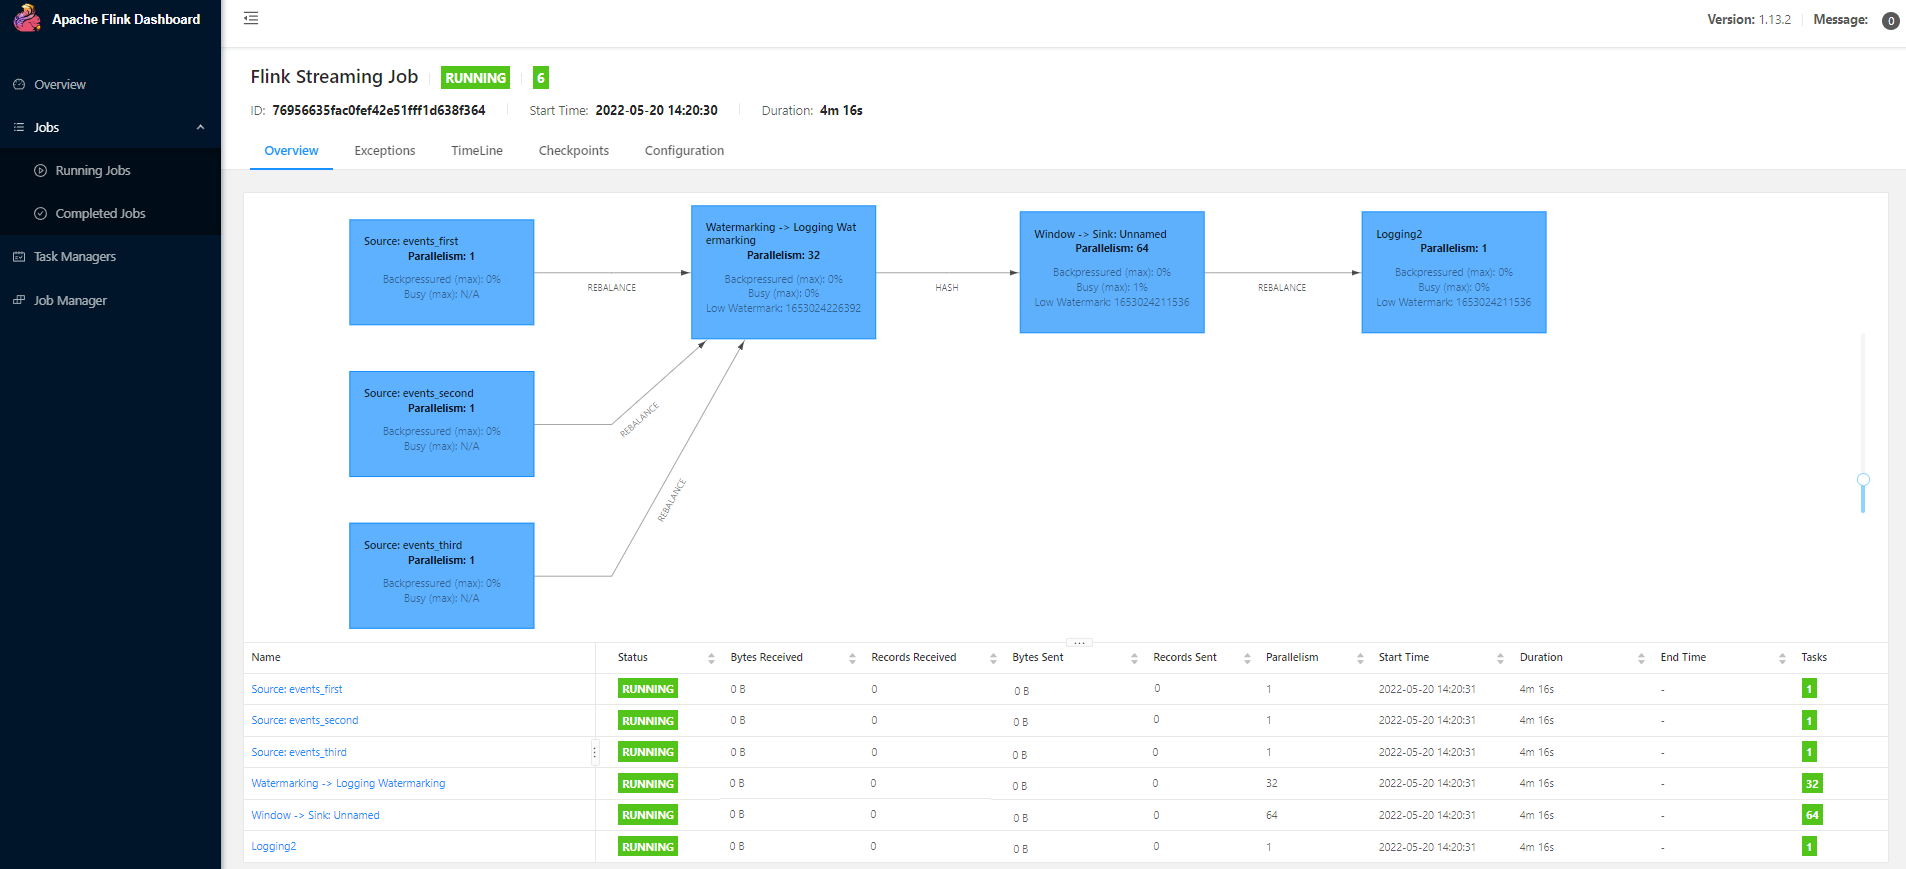 Apache Flink Dashboard
Version: 1.13.2 Message: 0
Overview
Jobs
Running Jobs
Completed Jobs
Task Managers
Job Manager
Flink Streaming Job RUNNING 6
ID: 76956635fac0fef42e51fff1d638f364 Start Time: 2022-05-20 14:20:30 Duration: 4m 16s
Overview Exceptions TimeLine Checkpoints Configuration
Source: events_first
Parallelism: 1
Backpressured (max): 0%
Busy (max): N/A
REBALANCE
Watermarking -> Logging Wat
ermarking
Parallelism: 32
Backpressured (max): 0%
Busy (max): 0%
Low Watermark: 1653024226392
HASH
Window -> Sink: Unnamed
Parallelism: 64
Backpressured (max): 0%
Busy (max): 1%
Low Watermark: 1653024211536
REBALANCE
Logging2
Parallelism: 1
Backpressured (max): 0%
Busy (max): 0%
Low Watermark: 1653024211536
Source: events_second
Parallelism: 1
Backpressured (max): 0%
Busy (max): N/A
REBALANCE
Source: events_third
Parallelism: 1
Backpressured (max): 0%
Busy (max): N/A
REBALANCE
Name Status Bytes Received Records Received Bytes Sent Records Sent Parallelism Start Time Duration End Time Tasks
Source: events_first RUNNING 0 B 0 0 B 0 1 2022-05-20 14:20:31 4m 16s - 1
Source: events_second RUNNING 0 B 0 0 B 0 1 2022-05-20 14:20:31 4m 16s - 1
Source: events_third RUNNING 0 B 0 0 B 0 1 2022-05-20 14:20:31 4m 16s - 1
Watermarking -> Logging Watermarking RUNNING 0 B 0 0 B 0 32 2022-05-20 14:20:31 4m 16s - 32
Window -> Sink: Unnamed RUNNING 0 B 0 0 B 0 64 2022-05-20 14:20:31 4m 16s - 64
Logging2 RUNNING 0 B 0 0 B 0 1 2022-05-20 14:20:31 4m 16s - 1